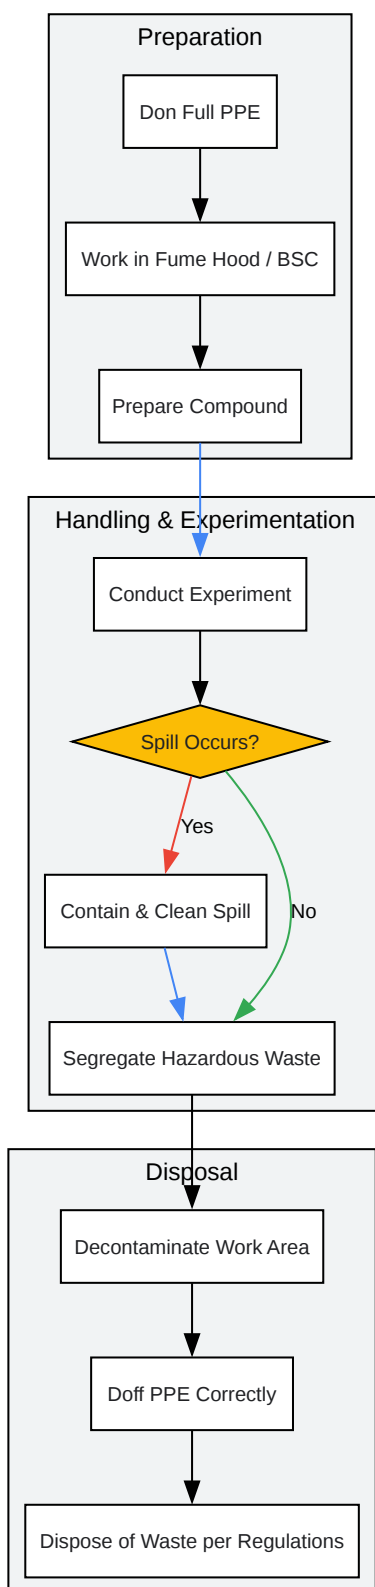 Preparation
Don Full PPE
Work in Fume Hood / BSC
Prepare Compound
Handling & Experimentation
Conduct Experiment
Spill Occurs?
Yes
Contain & Clean Spill
No
Segregate Hazardous Waste
Disposal
Decontaminate Work Area
Doff PPE Correctly
Dispose of Waste per Regulations